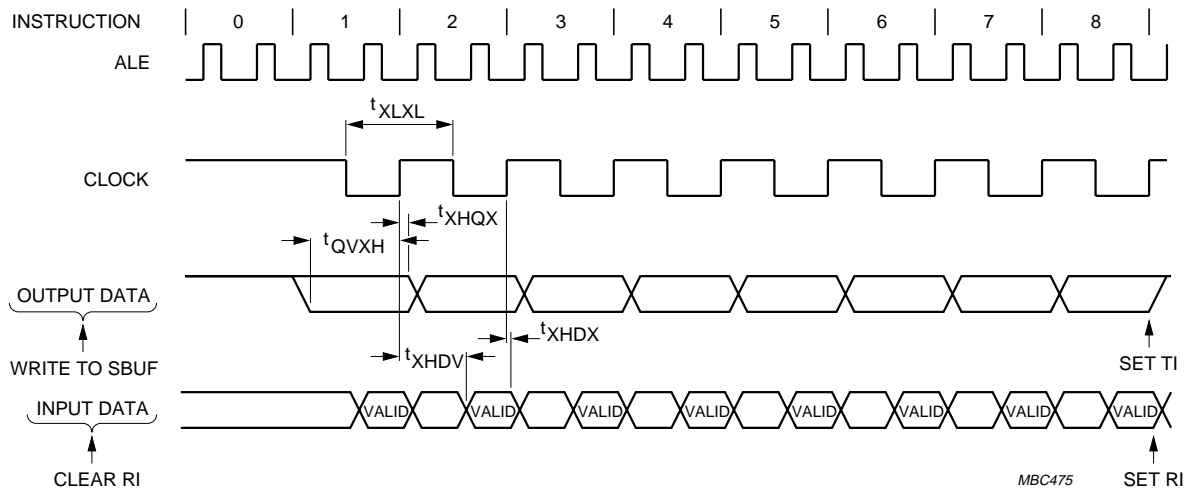 INSTRUCTION | 0 | 1 | 2 | 3 | 4 | 5 | 6 | 7 | 8 |
ALE
tXLXL
CLOCK
tXHQX
tQVXH
OUTPUT DATA
tXHDX
WRITE TO SBUF
tXHDV
SET TI
INPUT DATA
VALID VALID VALID VALID VALID VALID VALID VALID
CLEAR RI
MBC475
SET RI